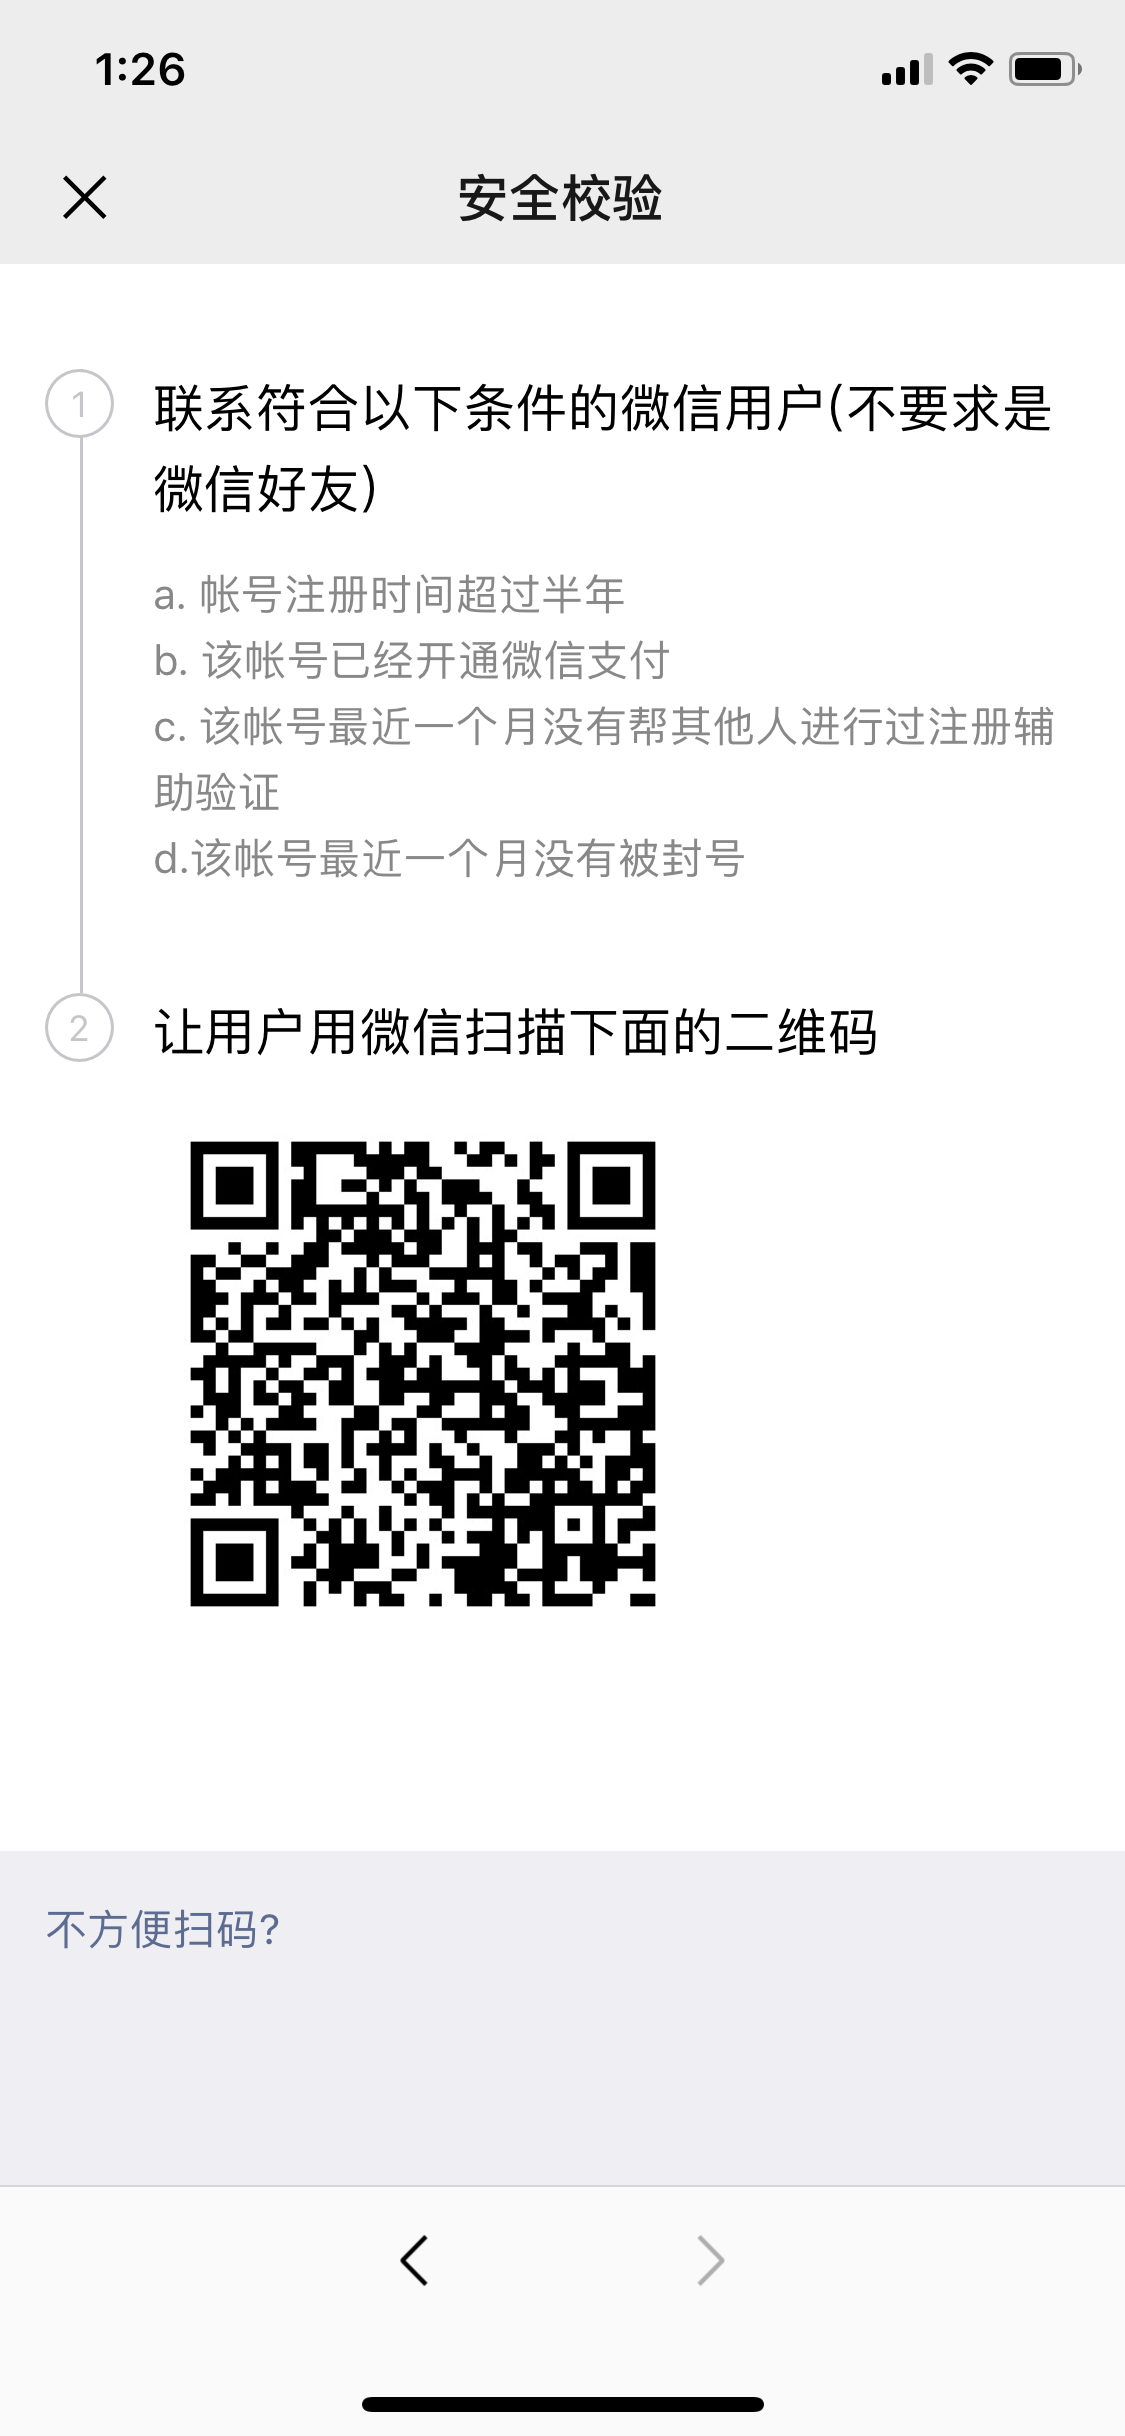 1:26
安全校验
1
联系符合以下条件的微信用户(不要求是
微信好友)
a. 帐号注册时间超过半年
b. 该帐号已经开通微信支付
c. 该帐号最近一个月没有帮其他人进行过注册辅
助验证
d.该帐号最近一个月没有被封号
2
让用户用微信扫描下面的二维码
不方便扫码?